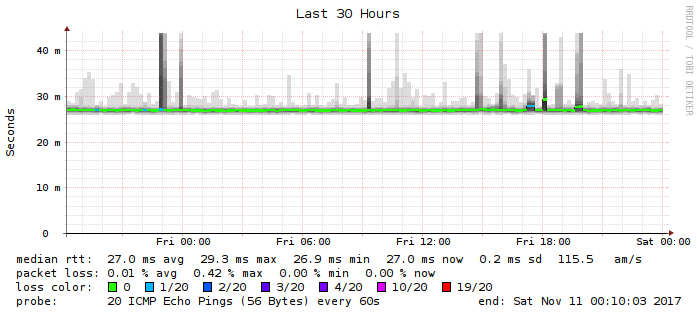 Last 30 Hours
RRDTOOL / TOBI OETIKER
Seconds
40 m
30 m
20 m
10 m
0
Fri 00:00 Fri 06:00 Fri 12:00 Fri 18:00 Sat 00:00
median rtt: 27.0 ms avg 29.3 ms max 26.9 ms min 27.0 ms now 0.2 ms sd 115.5 am/s
packet loss: 0.01 % avg 0.42 % max 0.00 % min 0.00 % now
loss color: 0 1/20 2/20 3/20 4/20 10/20 19/20
probe: 20 ICMP Echo Pings (56 Bytes) every 60s end: Sat Nov 11 00:10:03 2017